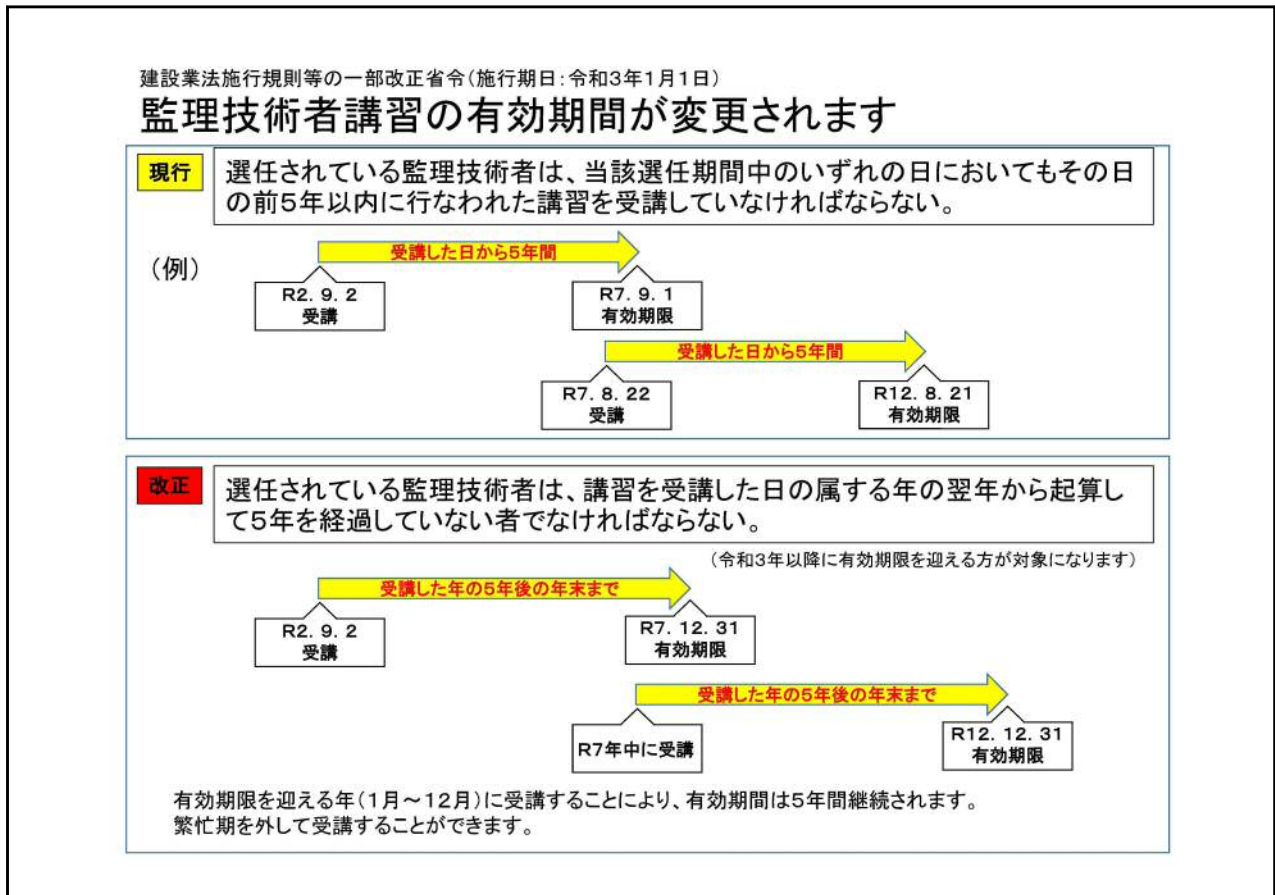 建設業法施行規則等の一部改正省令（施行期日：令和３年１月１日）
監理技術者講習の有効期間が変更されます
現行
選任されている監理技術者は、当該選任期間中のいずれの日においてもその日
の前５年以内に行なわれた講習を受講していなければならない。
（例）
受講した日から５年間
Ｒ２．９．２
受講
Ｒ７．９．１
有効期限
受講した日から５年間
Ｒ７．８．２２
受講
Ｒ１２．８．２１
有効期限
改正
選任されている監理技術者は、講習を受講した日の属する年の翌年から起算し
て５年を経過していない者でなければならない。
（令和３年以降に有効期限を迎える方が対象になります）
受講した年の５年後の年末まで
Ｒ２．９．２
受講
Ｒ７．１２．３１
有効期限
受講した年の５年後の年末まで
Ｒ７年中に受講
Ｒ１２．１２．３１
有効期限
有効期限を迎える年（１月～１２月）に受講することにより、有効期間は５年間継続されます。
繁忙期を外して受講することができます。